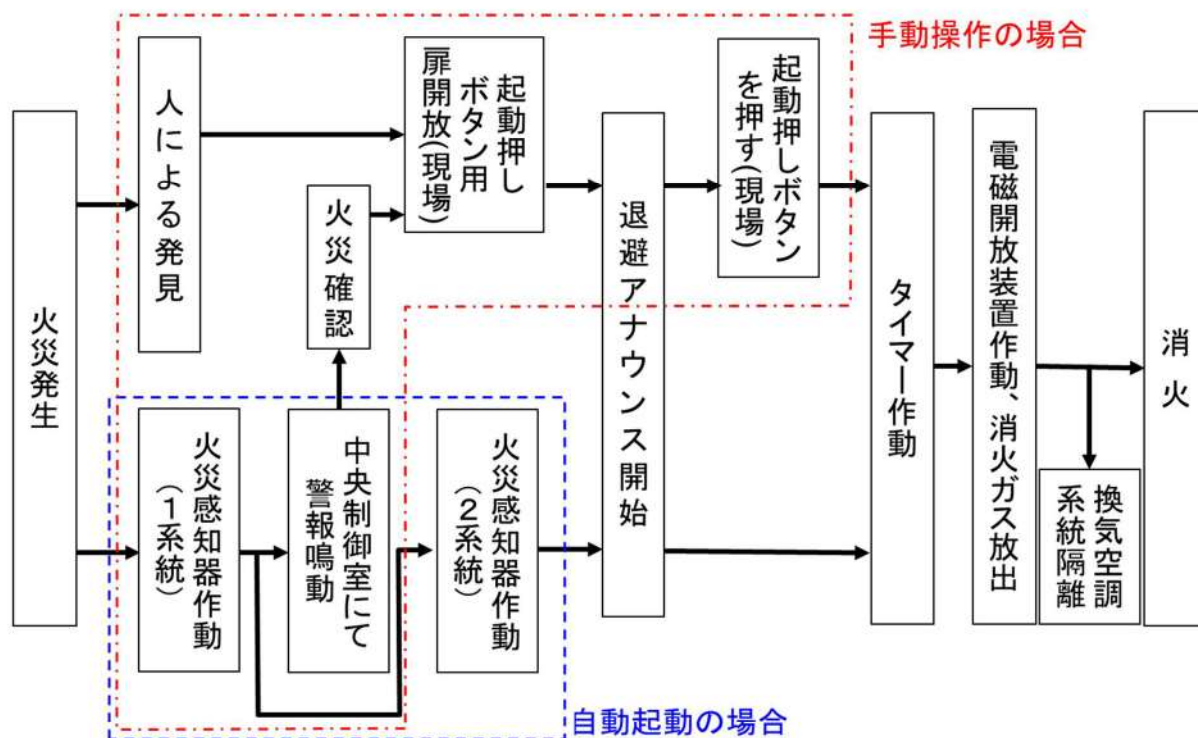 手動操作の場合
火災発生
人による発見
起動押し
ボタン用
扉開放(現場)
火災確認
退避アナウンス開始
起動押しボタン
を押す(現場)
タイマー作動
電磁開放装置作動、消火ガス放出
消火
火災感知器作動
(1系統)
中央制御室にて
警報鳴動
火災感知器作動
(2系統)
換気空調
系統隔離
自動起動の場合